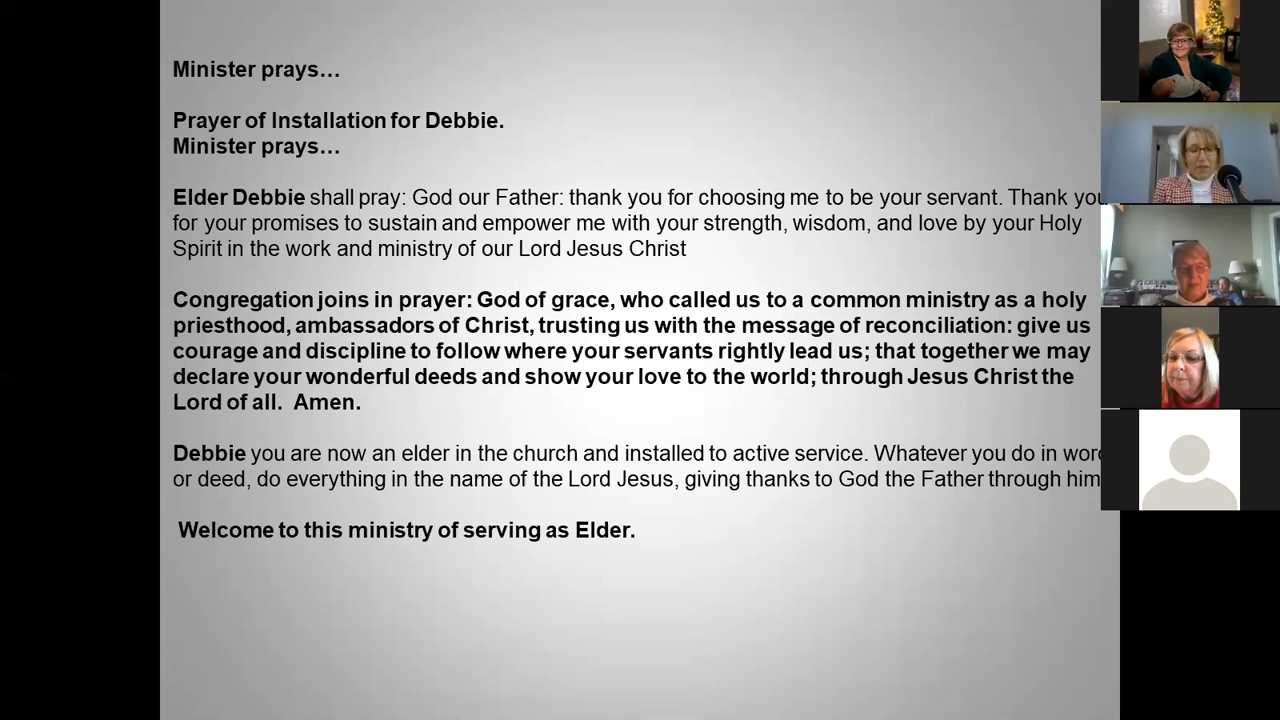 Minister prays…
Prayer of Installation for Debbie.
Minister prays…
Elder Debbie shall pray: God our Father: thank you for choosing me to be your servant. Thank you
for your promises to sustain and empower me with your strength, wisdom, and love by your Holy
Spirit in the work and ministry of our Lord Jesus Christ
Congregation joins in prayer: God of grace, who called us to a common ministry as a holy
priesthood, ambassadors of Christ, trusting us with the message of reconciliation: give us
courage and discipline to follow where your servants rightly lead us; that together we may
declare your wonderful deeds and show your love to the world; through Jesus Christ the
Lord of all.  Amen.
Debbie you are now an elder in the church and installed to active service. Whatever you do in word
or deed, do everything in the name of the Lord Jesus, giving thanks to God the Father through him
Welcome to this ministry of serving as Elder.